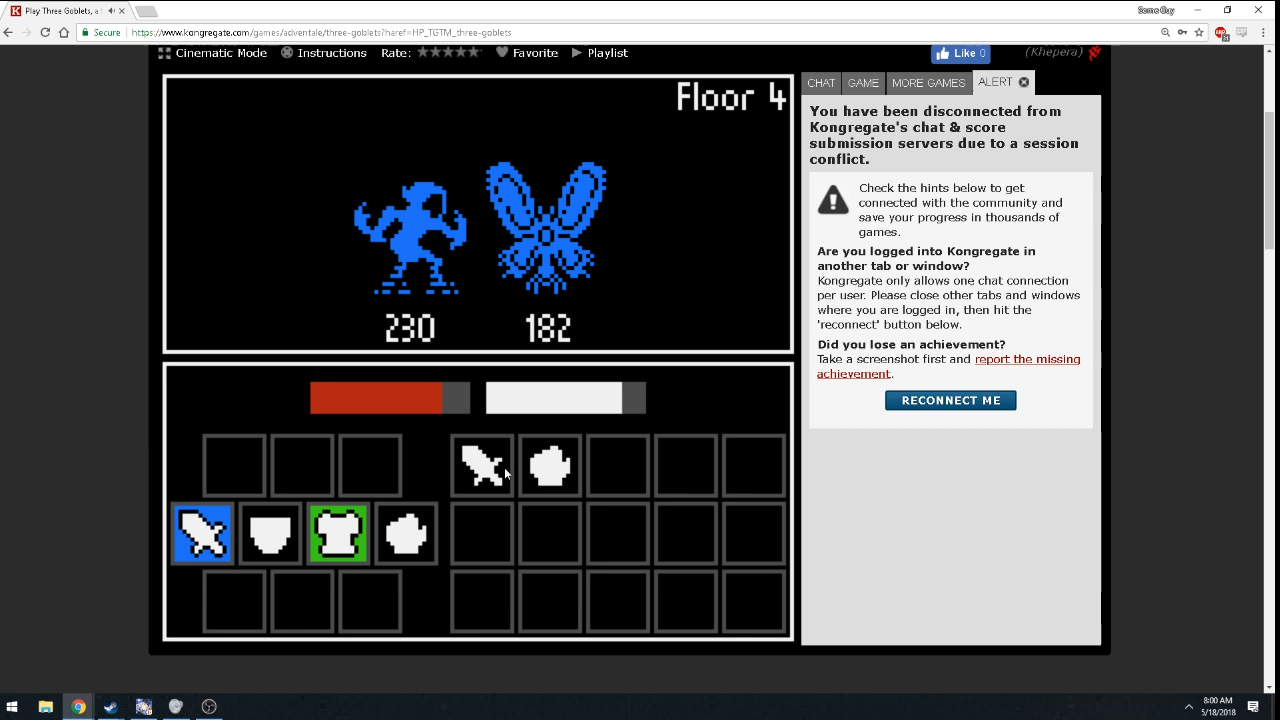 Play Three Goblets, a
Some Guy
Secure
https://www.kongregate.com/games/adventale/three-goblets?haref=HP_TGTM_three-goblets
Cinematic Mode
Instructions
Rate:
Favorite
Playlist
Like 0
(Khepera)
Floor 4
230
182
CHAT
GAME
MORE GAMES
ALERT
You have been disconnected from
Kongregate's chat & score
submission servers due to a session
conflict.
Check the hints below to get
connected with the community and
save your progress in thousands of
games.
Are you logged into Kongregate in
another tab or window?
Kongregate only allows one chat connection
per user. Please close other tabs and windows
where you are logged in, then hit the
'reconnect' button below.
Did you lose an achievement?
Take a screenshot first and report the missing
achievement.
RECONNECT ME
8:00 AM
5/18/2018